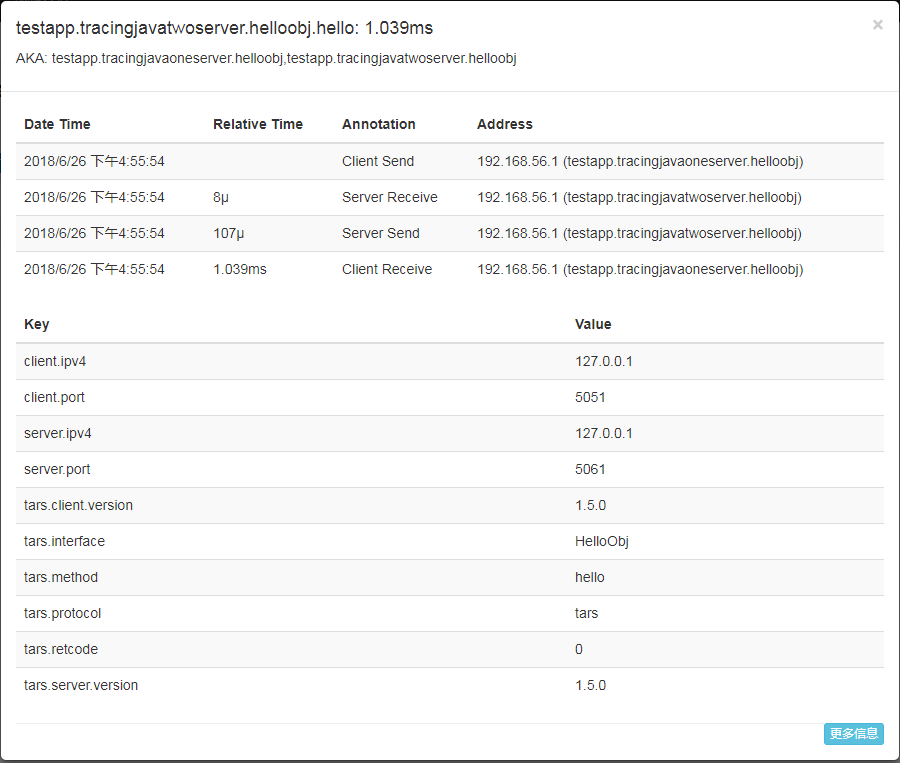 testapp.tracingjavatwoserver.helloobj.hello: 1.039ms
×
AKA: testapp.tracingjavaoneserver.helloobj,testapp.tracingjavatwoserver.helloobj
Date Time Relative Time Annotation Address
2018/6/26 下午4:55:54 Client Send 192.168.56.1 (testapp.tracingjavaoneserver.helloobj)
2018/6/26 下午4:55:54 8μ Server Receive 192.168.56.1 (testapp.tracingjavatwoserver.helloobj)
2018/6/26 下午4:55:54 107μ Server Send 192.168.56.1 (testapp.tracingjavatwoserver.helloobj)
2018/6/26 下午4:55:54 1.039ms Client Receive 192.168.56.1 (testapp.tracingjavaoneserver.helloobj)
Key Value
client.ipv4 127.0.0.1
client.port 5051
server.ipv4 127.0.0.1
server.port 5061
tars.client.version 1.5.0
tars.interface HelloObj
tars.method hello
tars.protocol tars
tars.retcode 0
tars.server.version 1.5.0
更多信息